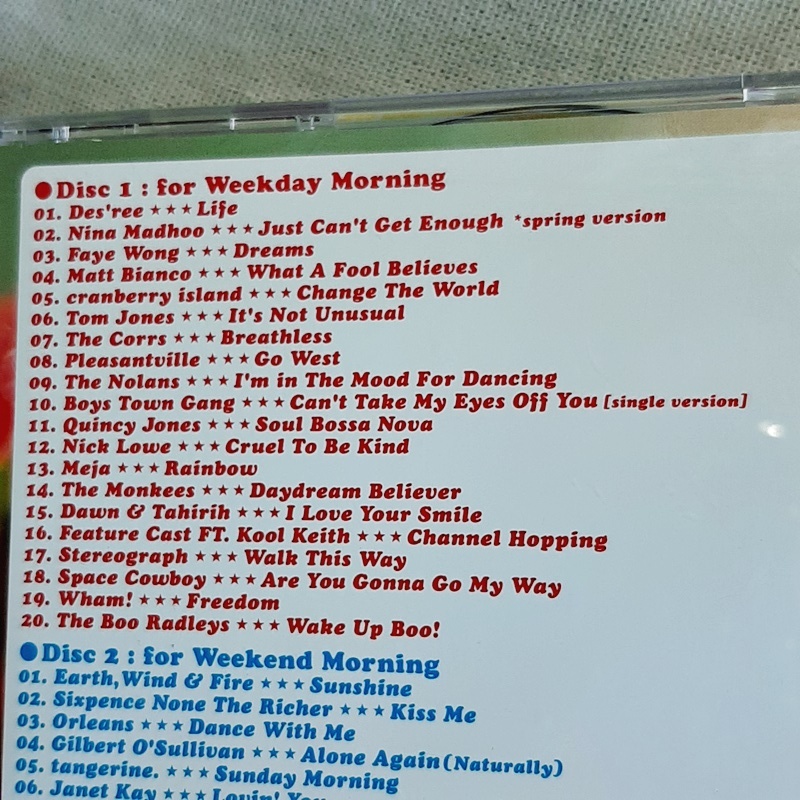 ●Disc 1 : for Weekday Morning
01. Des'ree ★★★ Life
02. Nina Madhoo ★★★ Just Can't Get Enough *spring version
03. Faye Wong ★★★ Dreams
04. Matt Bianco ★★★ What A Fool Believes
05. cranberry island ★★★ Change The World
06. Tom Jones ★★★ It's Not Unusual
07. The Corrs ★★★ Breathless
08. Pleasantville ★★★ Go West
09. The Nolans ★★★ I'm in The Mood For Dancing
10. Boys Town Gang ★★★ Can't Take My Eyes Off You [single version]
11. Quincy Jones ★★★ Soul Bossa Nova
12. Nick Lowe ★★★ Cruel To Be Kind
13. Meja ★★★ Rainbow
14. The Monkees ★★★ Daydream Believer
15. Dawn & Tahirih ★★★ I Love Your Smile
16. Feature Cast FT. Kool Keith ★★★ Channel Hopping
17. Stereograph ★★★ Walk This Way
18. Space Cowboy ★★★ Are You Gonna Go My Way
19. Wham! ★★★ Freedom
20. The Boo Radleys ★★★ Wake Up Boo!
●Disc 2 : for Weekend Morning
01. Earth,Wind & Fire ★★★ Sunshine
02. Sixpence None The Richer ★★★ Kiss Me
03. Orleans ★★★ Dance With Me
04. Gilbert O'Sullivan ★★★ Alone Again(Naturally)
05. tangerine. ★★★ Sunday Morning
06. Janet Kay ★★★ Lovin' You